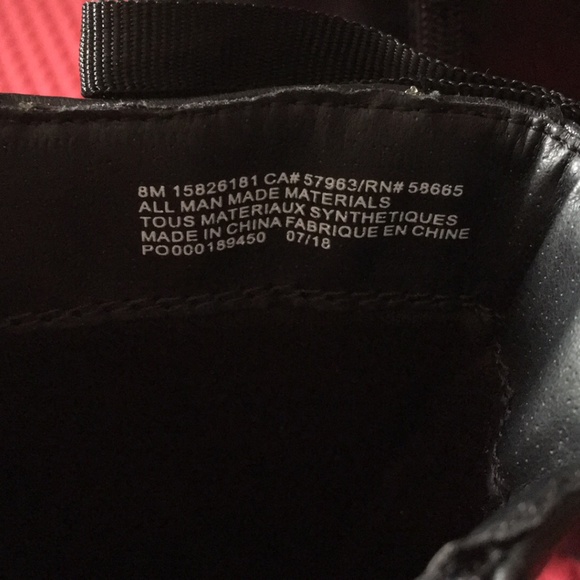 8M 15826181 CA# 57963/RN# 58665
ALL MAN MADE MATERIALS
TOUS MATERIAUX SYNTHETIQUES
MADE IN CHINA FABRIQUE EN CHINE
PO000189450 07/18